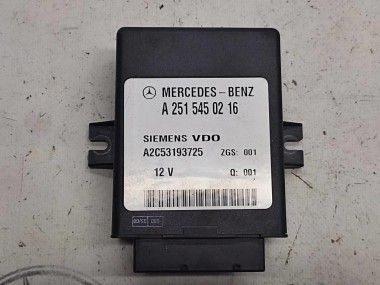 MERCEDES-BENZ
A 251 545 02 16
SIEMENS VDO
A2C53193725 ZGS: 001
12 V Q: 001